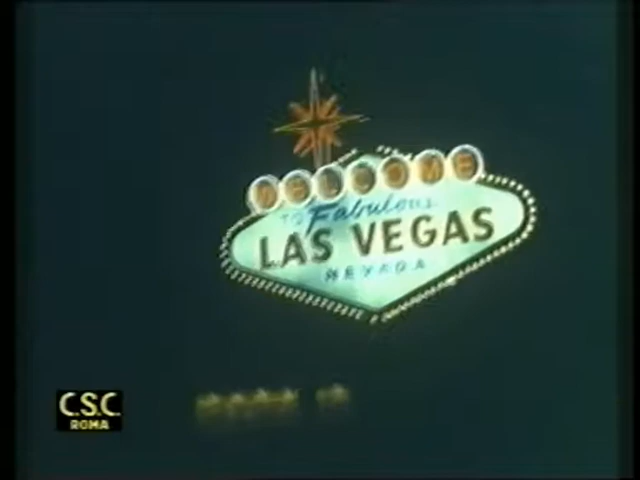 WELCOME
TO Fabulous
LAS VEGAS
NEVADA
C.S.C.
ROMA